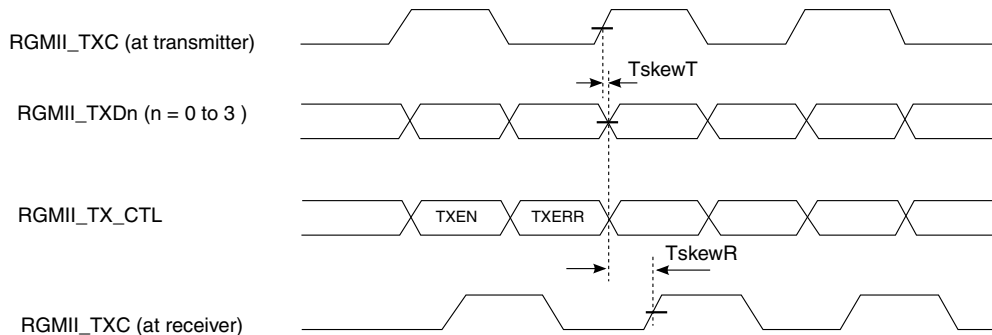 RGMII_TXC (at transmitter)
TskewT
RGMII_TXDn (n = 0 to 3 )
RGMII_TX_CTL
TXEN
TXERR
TskewR
RGMII_TXC (at receiver)